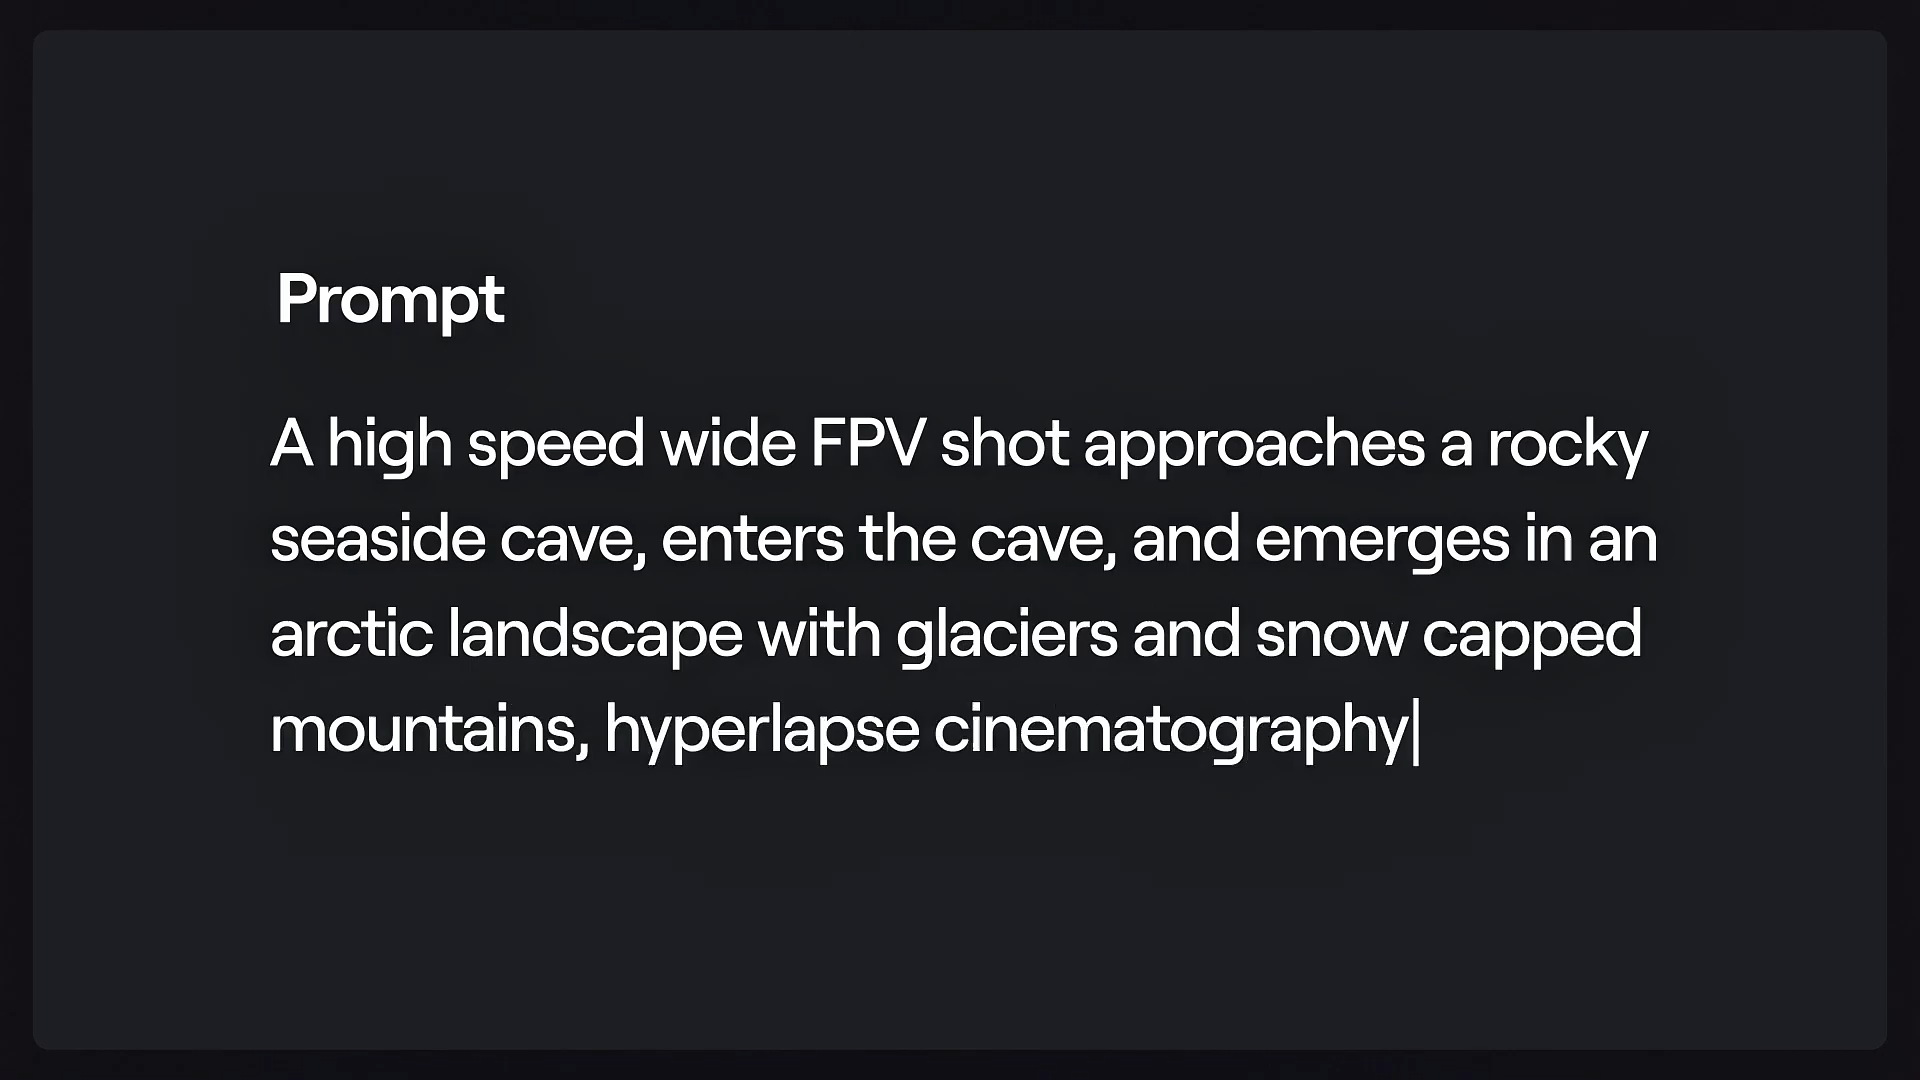 Prompt
A high speed wide FPV shot approaches a rocky
seaside cave, enters the cave, and emerges in an
arctic landscape with glaciers and snow capped
mountains, hyperlapse cinematography